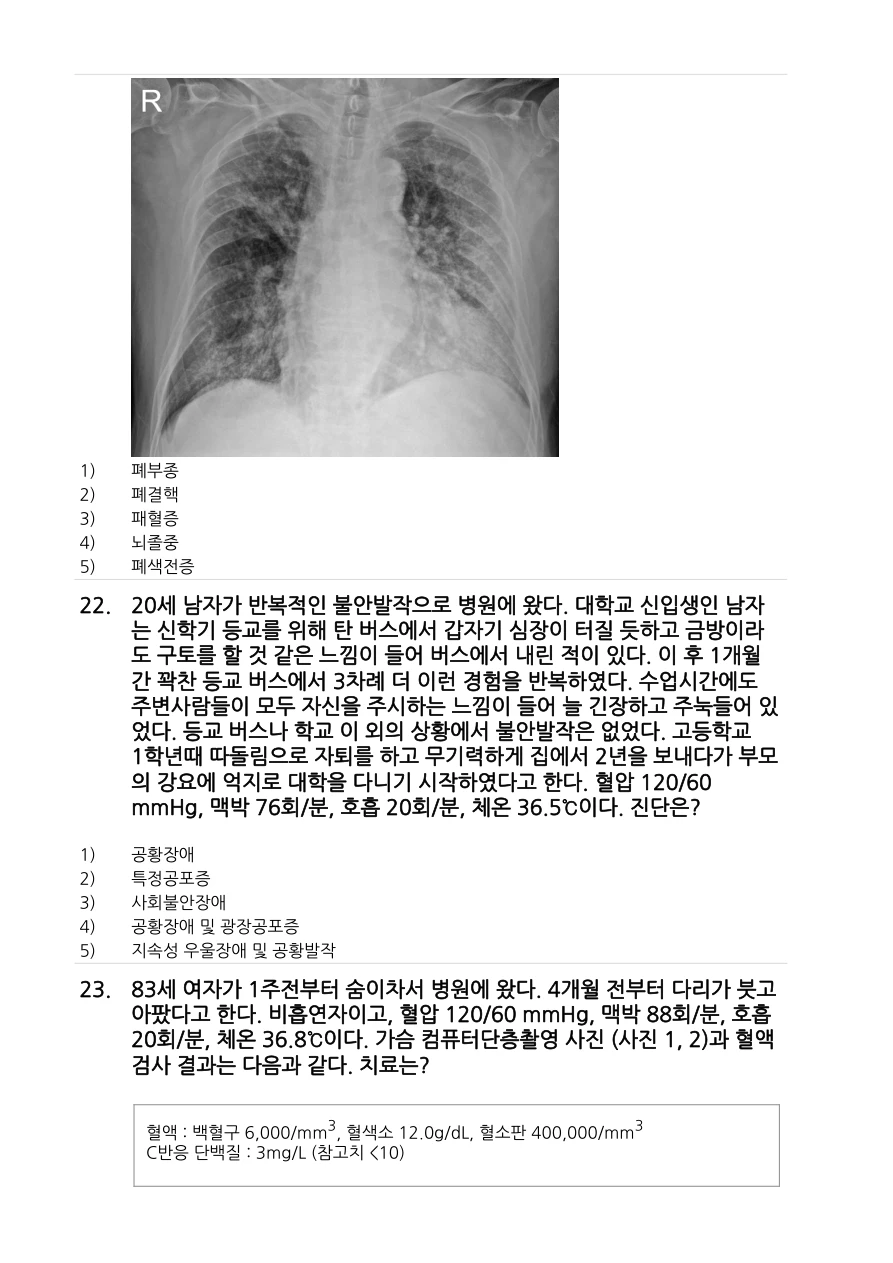 R
1) 폐부종
2) 폐결핵
3) 패혈증
4) 뇌졸중
5) 폐색전증
22. 20세 남자가 반복적인 불안발작으로 병원에 왔다. 대학교 신입생인 남자
는 신학기 등교를 위해 탄 버스에서 갑자기 심장이 터질 듯하고 금방이라
도 구토를 할 것 같은 느낌이 들어 버스에서 내린 적이 있다. 이 후 1개월
간 꽉찬 등교 버스에서 3차례 더 이런 경험을 반복하였다. 수업시간에도
주변사람들이 모두 자신을 주시하는 느낌이 들어 늘 긴장하고 주눅들어 있
었다. 등교 버스나 학교 이 외의 상황에서 불안발작은 없었다. 고등학교
1학년때 따돌림으로 자퇴를 하고 무기력하게 집에서 2년을 보내다가 부모
의 강요에 억지로 대학을 다니기 시작하였다고 한다. 혈압 120/60
mmHg, 맥박 76회/분, 호흡 20회/분, 체온 36.5℃이다. 진단은?
1) 공황장애
2) 특정공포증
3) 사회불안장애
4) 공황장애 및 광장공포증
5) 지속성 우울장애 및 공황발작
23. 83세 여자가 1주전부터 숨이차서 병원에 왔다. 4개월 전부터 다리가 붓고
아팠다고 한다. 비흡연자이고, 혈압 120/60 mmHg, 맥박 88회/분, 호흡
20회/분, 체온 36.8℃이다. 가슴 컴퓨터단층촬영 사진 (사진 1, 2)과 혈액
검사 결과는 다음과 같다. 치료는?
혈액 : 백혈구 6,000/mm³, 혈색소 12.0g/dL, 혈소판 400,000/mm³
C반응 단백질 : 3mg/L (참고치 <10)